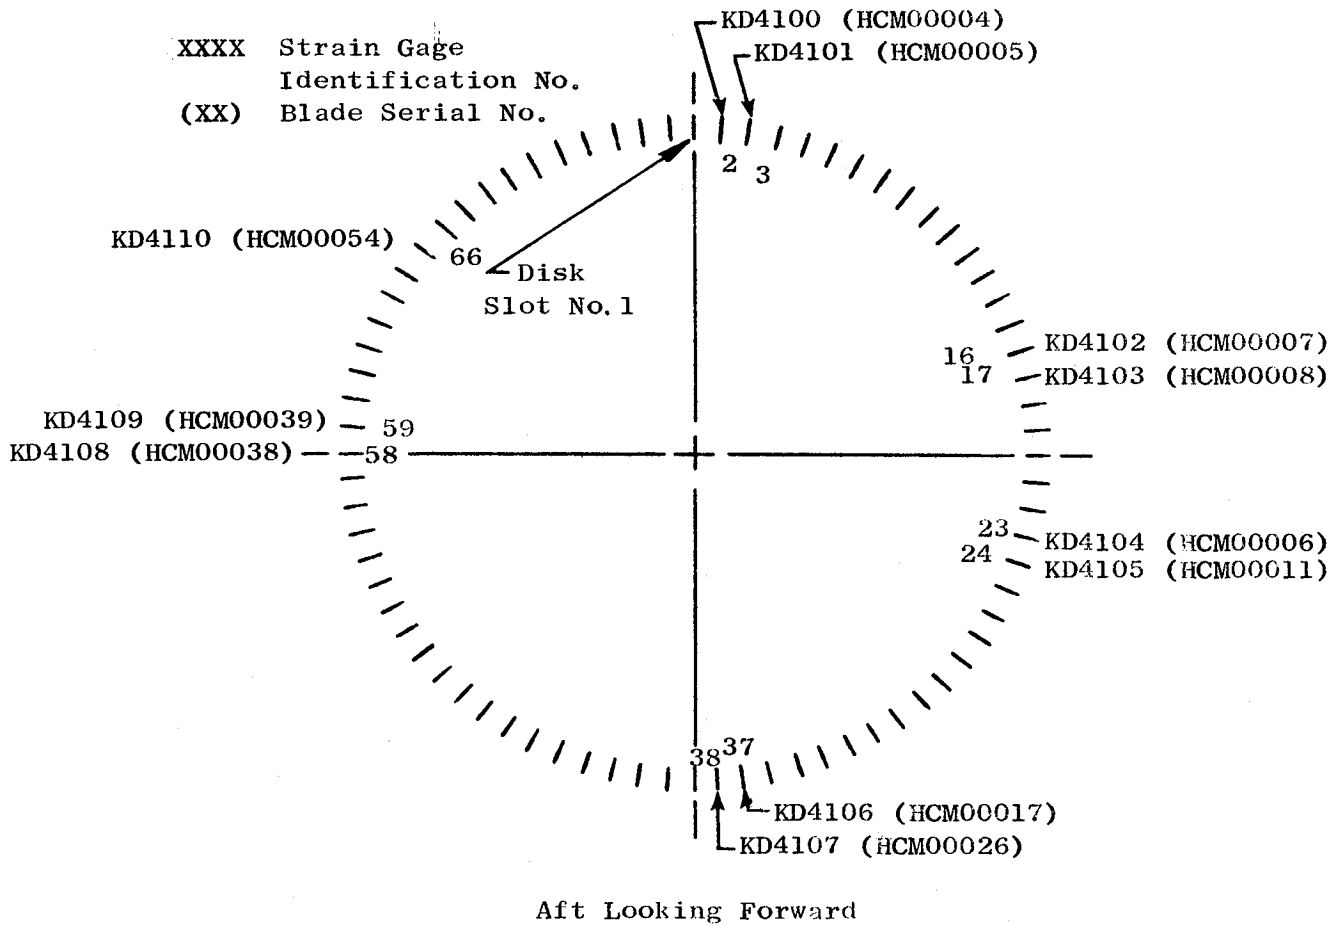 KD4100 (HCM00004)
XXXX Strain Gage
KD4101 (HCM00005)
Identification No.
(XX) Blade Serial No.
2
3
KD4110 (HCM00054)
66
Disk
Slot No.1
16
KD4102 (HCM00007)
17
KD4103 (HCM00008)
KD4109 (HCM00039)
59
KD4108 (HCM00038)
58
23
KD4104 (HCM00006)
24
KD4105 (HCM00011)
38
37
KD4106 (HCM00017)
KD4107 (HCM00026)
Aft Looking Forward